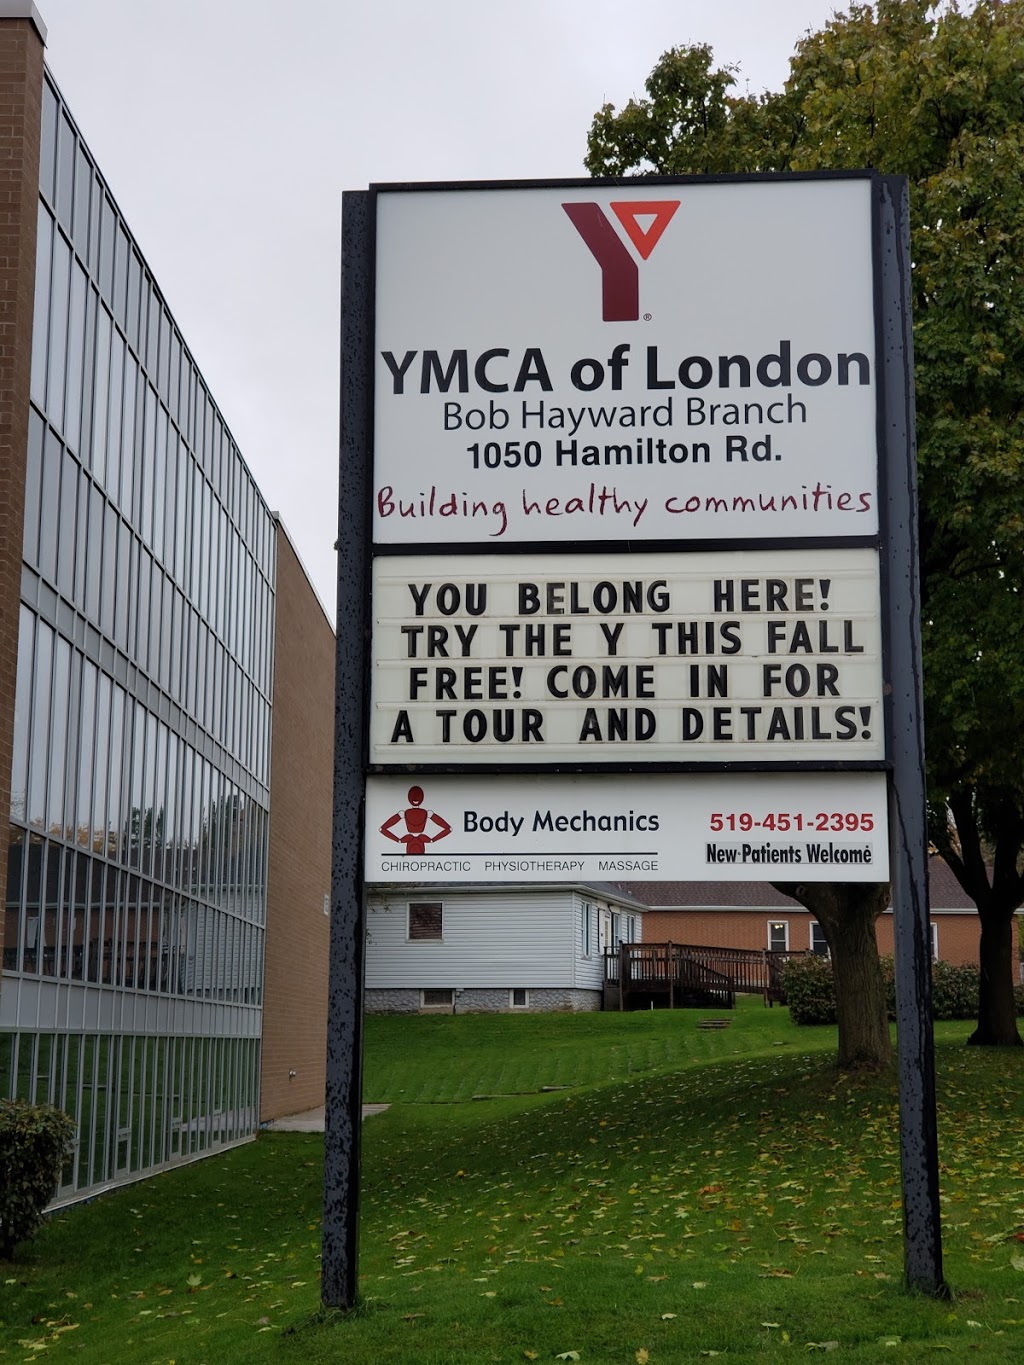 Y®
YMCA of London
Bob Hayward Branch
1050 Hamilton Rd.
Building healthy communities
YOU BELONG HERE!
TRY THE Y THIS FALL
FREE! COME IN FOR
A TOUR AND DETAILS!
Body Mechanics
CHIROPRACTIC PHYSIOTHERAPY MASSAGE
519-451-2395
New Patients Welcome